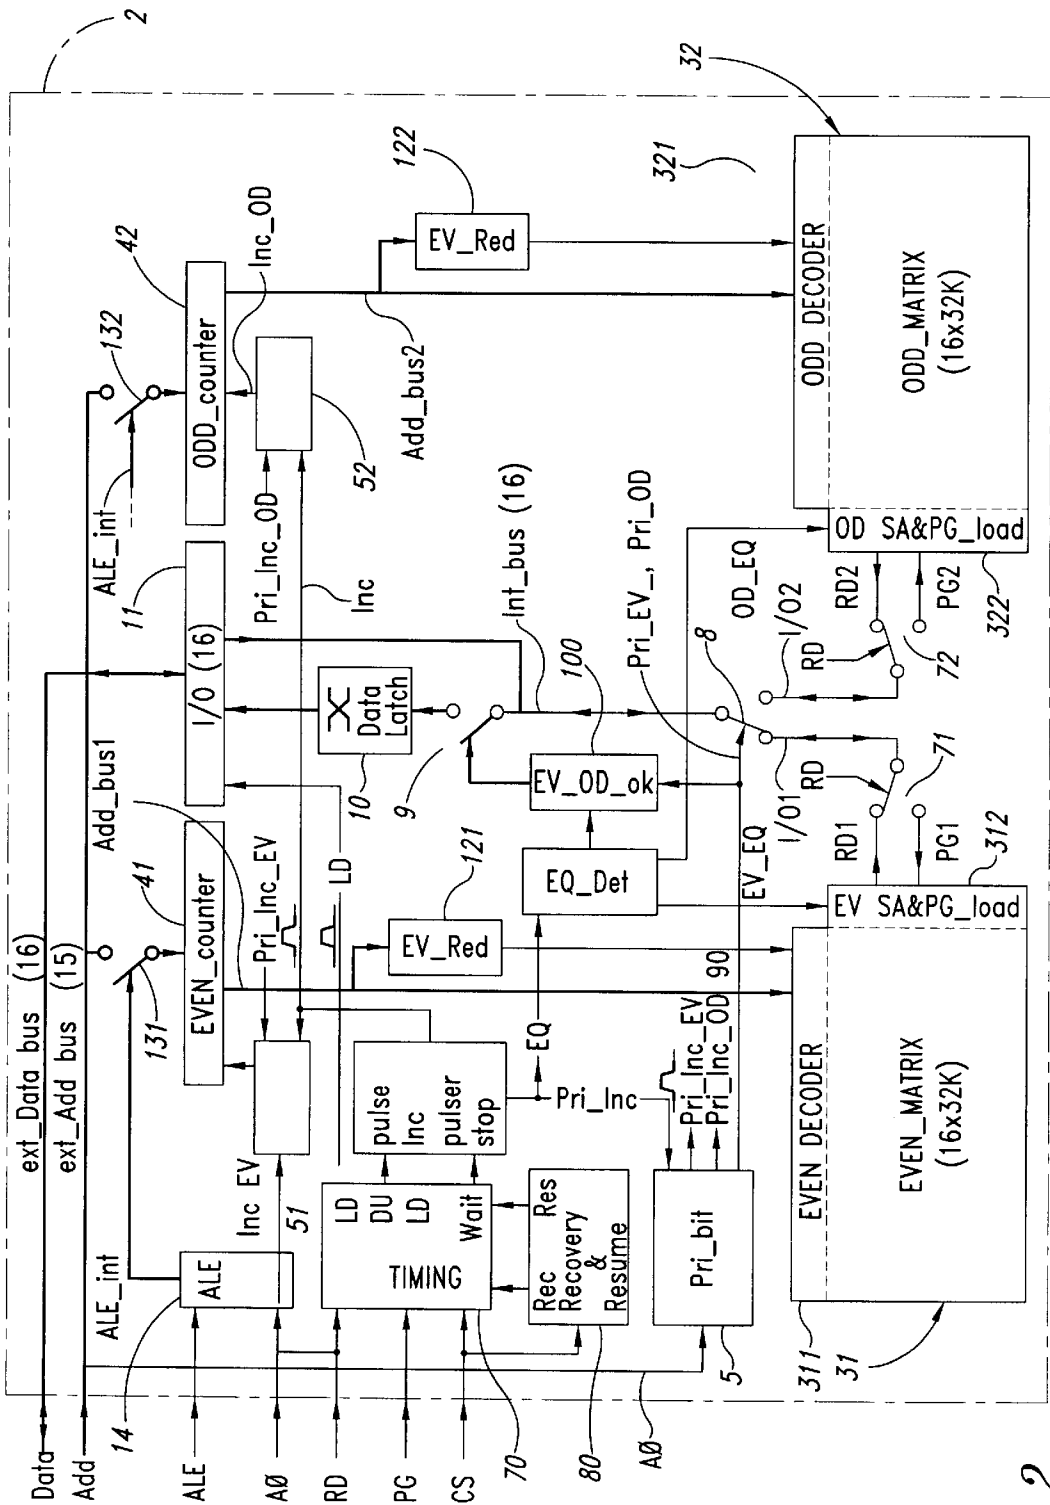 2
Data
ext_Data bus (16)
Add
ext_Add bus (15)
Add_bus1
ALE_int
132
42
Inc_OD
122
EV_Red
321
32
131
41
EVEN_counter
11
I/O (16)
ODD_counter
ALE_int
14
ALE
ALE
Inc EV
51
Pri_Inc_EV
LD
Pri_Inc_OD
Inc
52
Add_bus2
AØ
RD
PG
CS
70
LD
DU
LD
Wait
TIMING
pulse
Inc
pulser
stop
121
EV_Red
10
Data
Latch
9
Int_bus (16)
Rec
Res
Recovery
&
Resume
80
EQ
EQ_Det
EV_OD_ok
100
Pri_EV_, Pri_OD
Pri_Inc
Pri_Inc_EV
Pri_Inc_OD
90
EV_EQ
8
OD_EQ
Pri_bit
5
AØ
I/O1
I/O2
RD
RD
RD1
71
PG1
RD2
72
PG2
312
322
311
31
EVEN DECODER
EV SA&PG_load
EVEN_MATRIX
(16x32K)
ODD DECODER
OD SA&PG_load
ODD_MATRIX
(16x32K)
2